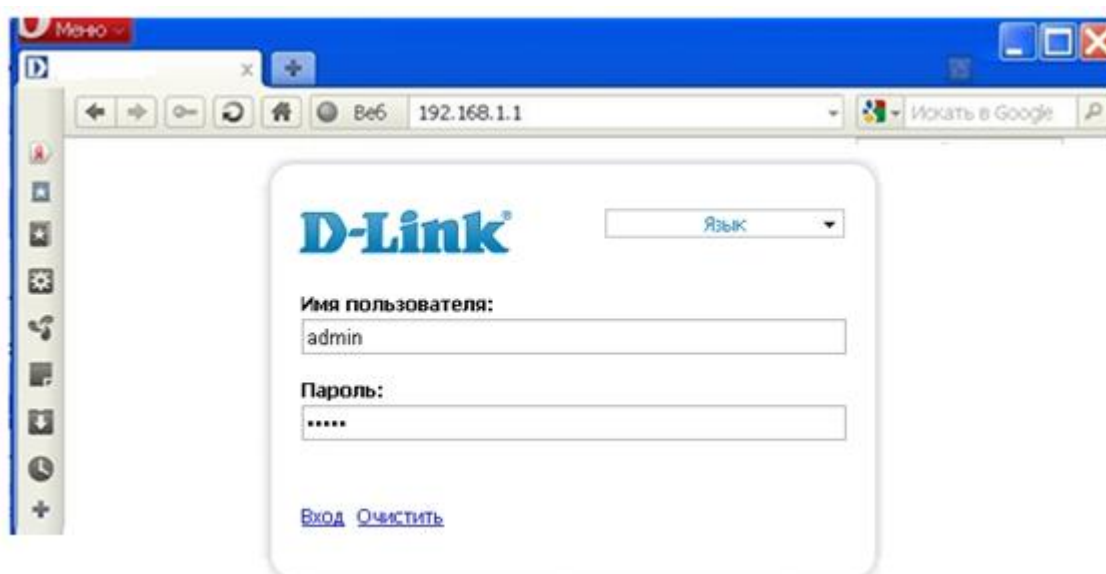 Меню
Веб 192.168.1.1 Искать в Google
D-Link® Язык
Имя пользователя:
admin
Пароль:
•••••
Вход Очистить